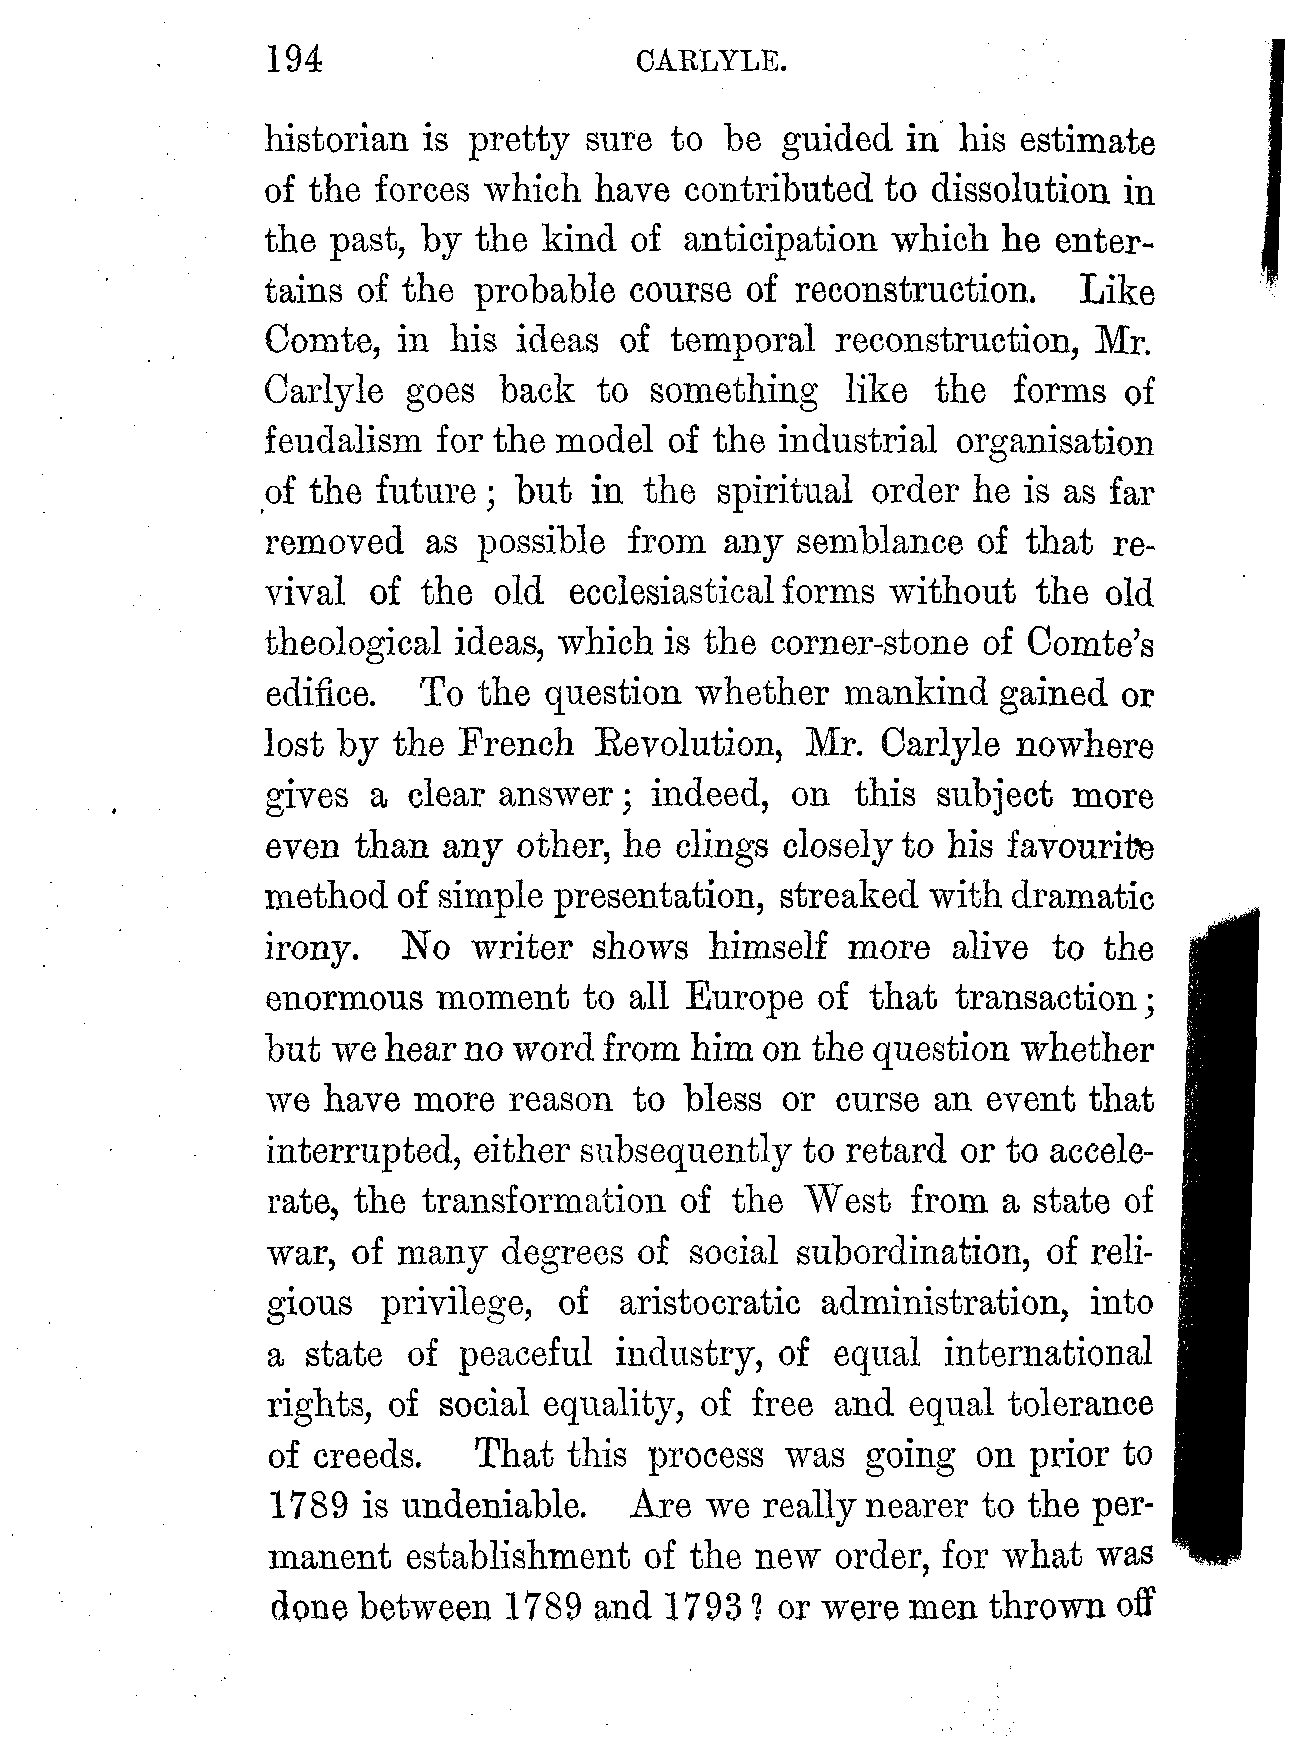 194 CARLYLE.
historian is pretty sure to be guided in his estimate
of the forces which have contributed to dissolution in
the past, by the kind of anticipation which he enter-
tains of the probable course of reconstruction. Like
Comte, in his ideas of temporal reconstruction, Mr.
Carlyle goes back to something like the forms of
feudalism for the model of the industrial organisation
of the future; but in the spiritual order he is as far
removed as possible from any semblance of that re-
vival of the old ecclesiastical forms without the old
theological ideas, which is the corner-stone of Comte's
edifice. To the question whether mankind gained or
lost by the French Revolution, Mr. Carlyle nowhere
gives a clear answer; indeed, on this subject more
even than any other, he clings closely to his favourite
method of simple presentation, streaked with dramatic
irony. No writer shows himself more alive to the
enormous moment to all Europe of that transaction;
but we hear no word from him on the question whether
we have more reason to bless or curse an event that
interrupted, either subsequently to retard or to accele-
rate, the transformation of the West from a state of
war, of many degrees of social subordination, of reli-
gious privilege, of aristocratic administration, into
a state of peaceful industry, of equal international
rights, of social equality, of free and equal tolerance
of creeds. That this process was going on prior to
1789 is undeniable. Are we really nearer to the per-
manent establishment of the new order, for what was
done between 1789 and 1793? or were men thrown off